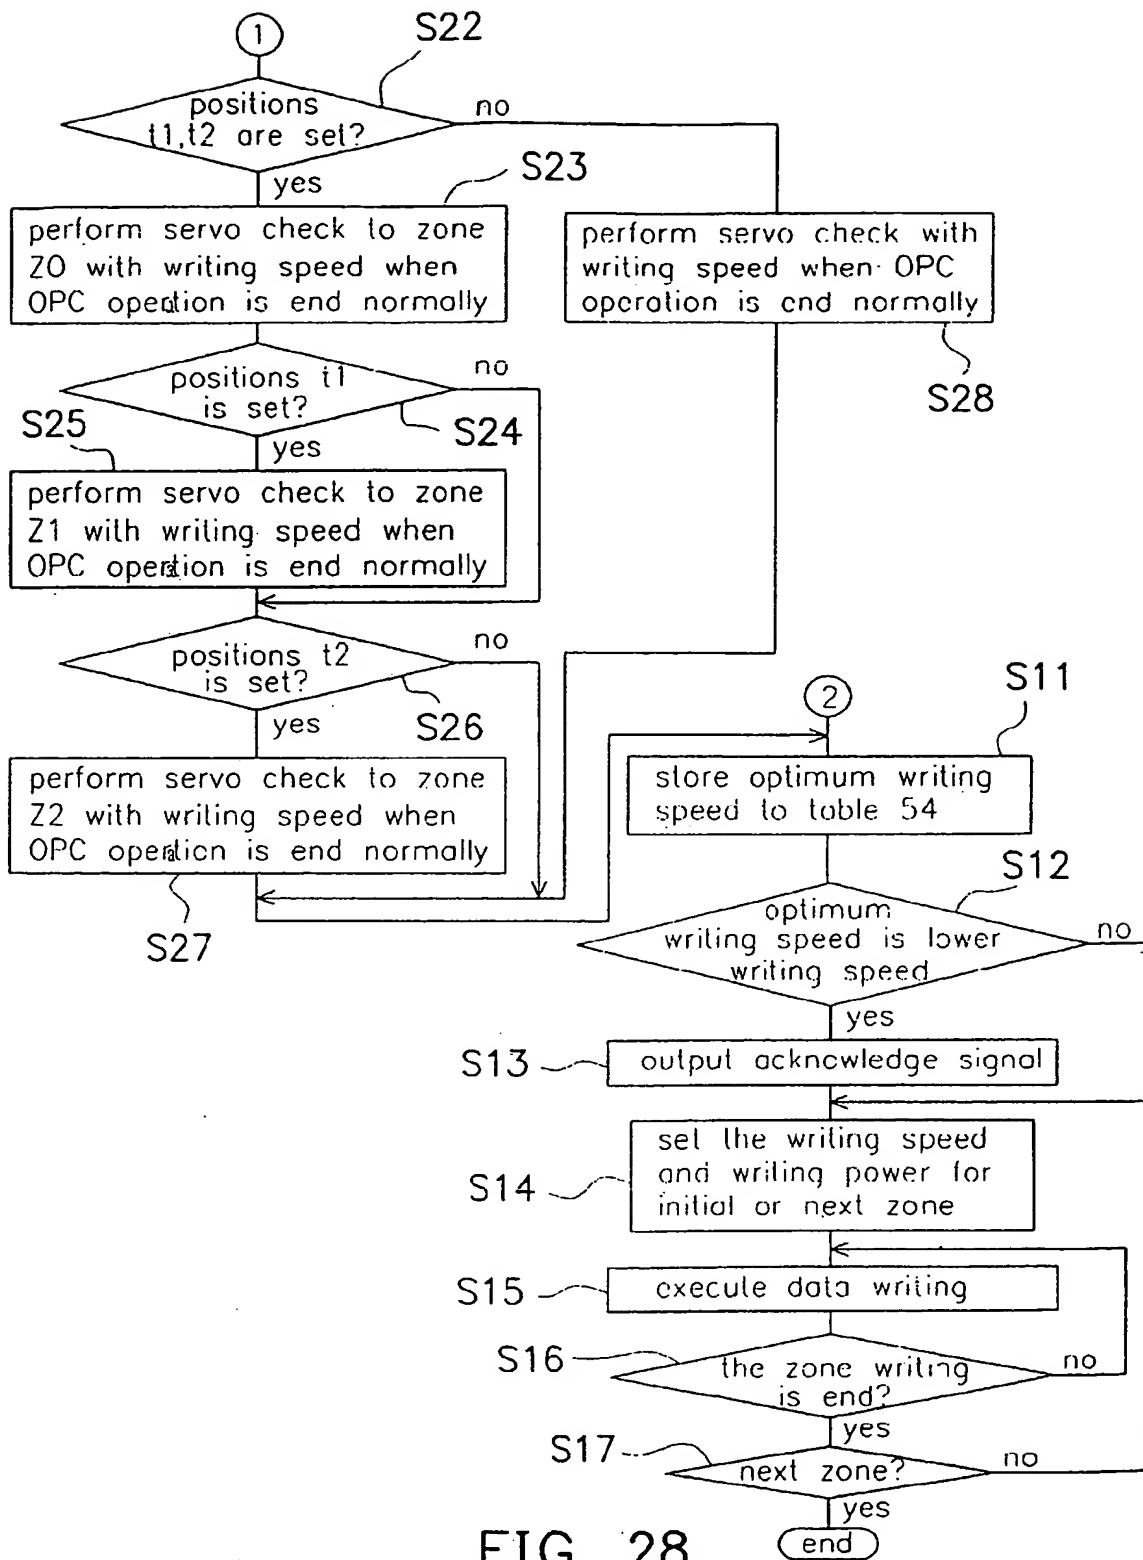 1
S22
positions
t1,t2 are set?
no
yes
S23
perform servo check to zone
Z0 with writing speed when
OPC operation is end normally
perform servo check with
writing speed when OPC
operation is end normally
S28
positions t1
is set?
no
S24
yes
S25
perform servo check to zone
Z1 with writing speed when
OPC operation is end normally
positions t2
is set?
no
S26
yes
perform servo check to zone
Z2 with writing speed when
OPC operation is end normally
S27
2
S11
store optimum writing
speed to table 54
S12
optimum
writing speed is lower
writing speed
no
yes
S13
output acknowledge signal
S14
set the writing speed
and writing power for
initial or next zone
S15
execute data writing
S16
the zone writing
is end?
no
yes
S17
next zone?
no
yes
end
FIG. 28